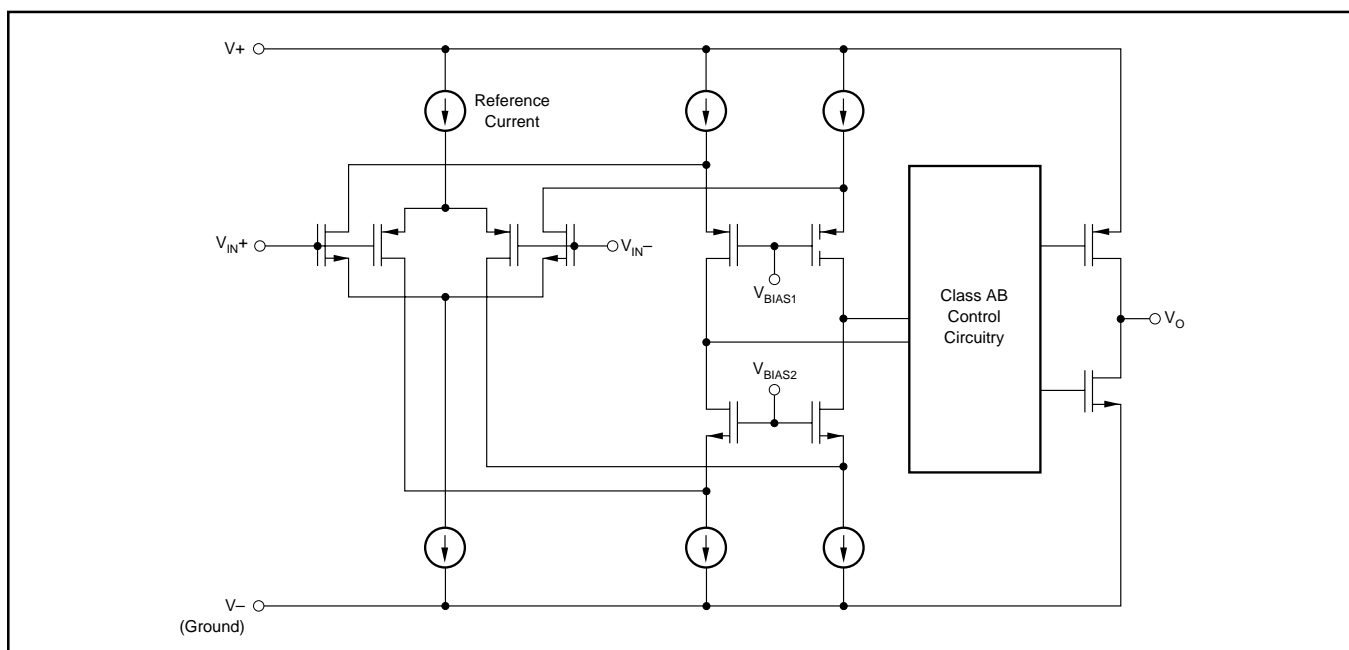 V+
Reference
Current
VIN+
VIN–
VBIAS1
VBIAS2
Class AB
Control
Circuitry
VO
V–
(Ground)